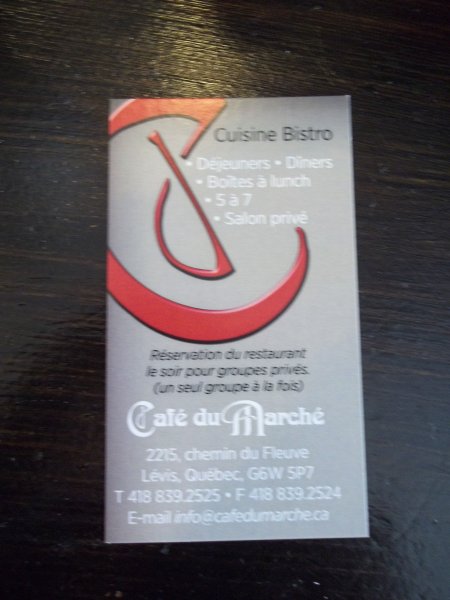 Cuisine Bistro
• Déjeuners • Dîners
• Boîtes à lunch
• 5 à 7
• Salon privé
Réservation du restaurant
le soir pour groupes privés.
(un seul groupe à la fois)
Café du Marché
2215, chemin du Fleuve
Lévis, Québec, G6W 5P7
T 418 839.2525 • F 418 839.2524
E-mail info@cafedumarche.ca